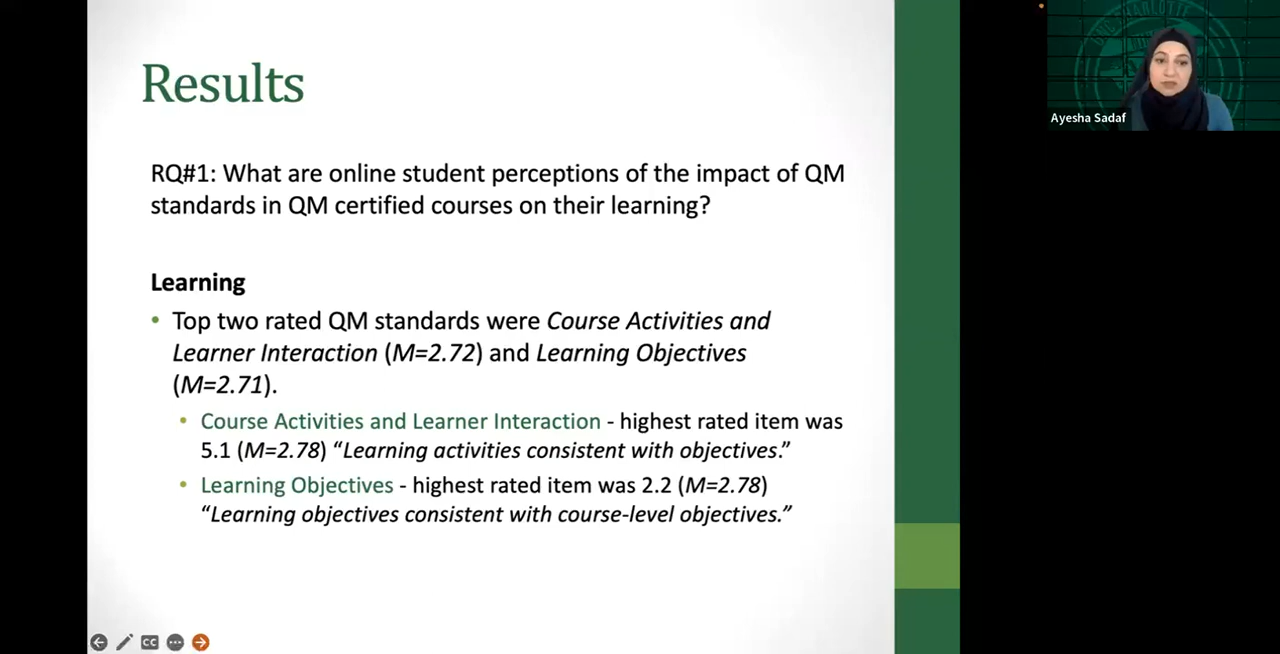 Results
RQ#1: What are online student perceptions of the impact of QM
standards in QM certified courses on their learning?
Learning
• Top two rated QM standards were Course Activities and
Learner Interaction (M=2.72) and Learning Objectives
(M=2.71).
• Course Activities and Learner Interaction - highest rated item was
5.1 (M=2.78) “Learning activities consistent with objectives.”
• Learning Objectives - highest rated item was 2.2 (M=2.78)
“Learning objectives consistent with course-level objectives.”
CC
Ayesha Sadaf